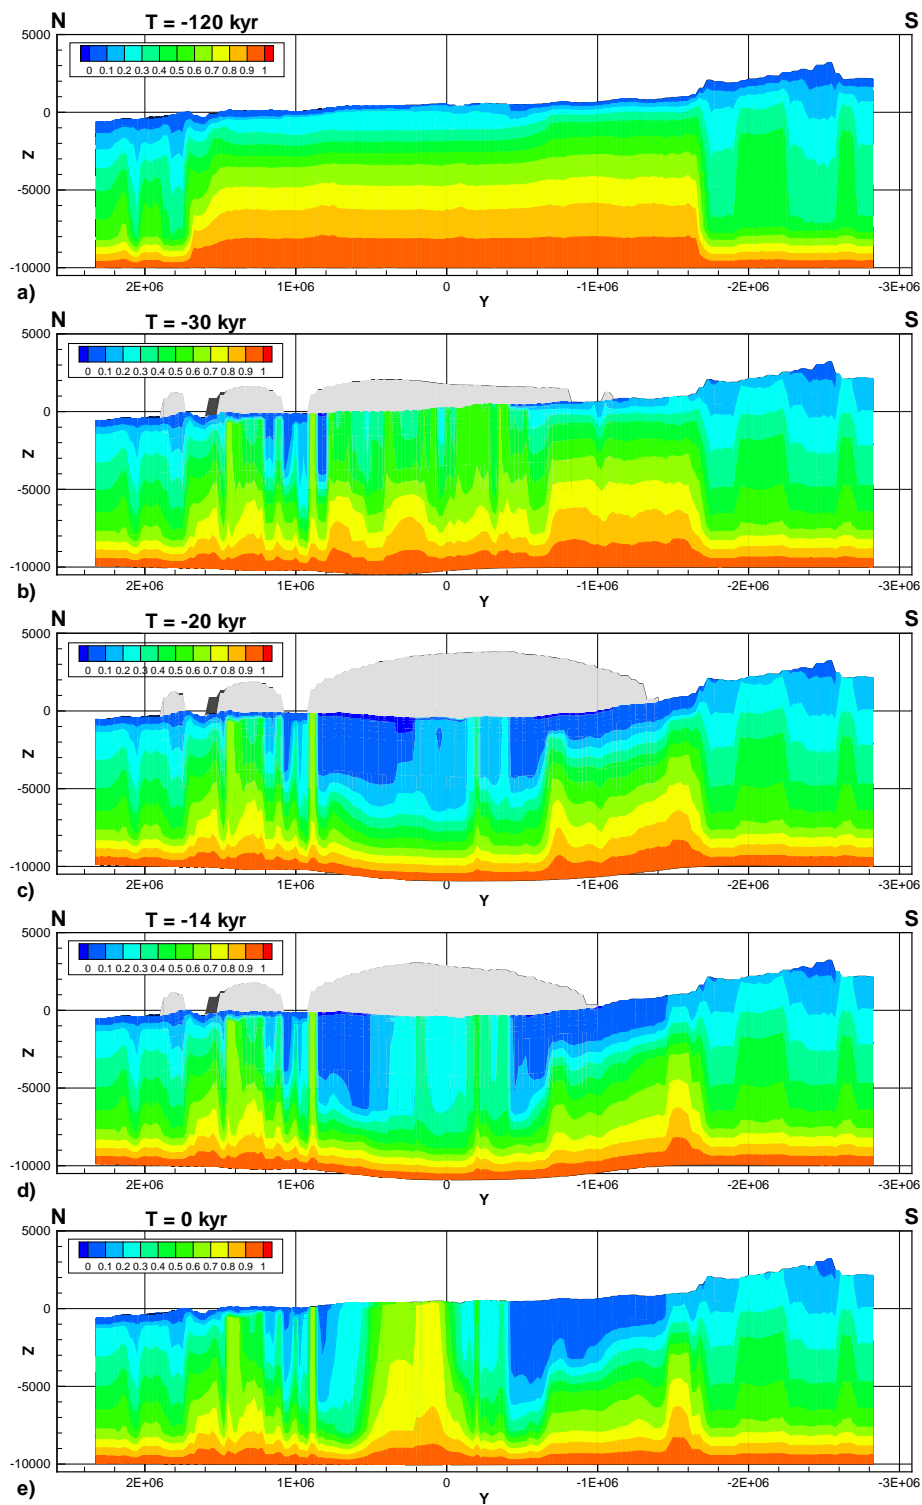 N T = -120 kyr S
5000
0 0.1 0.2 0.3 0.4 0.5 0.6 0.7 0.8 0.9 1
0
Z
-5000
-10000
2E+06 1E+06 0 -1E+06 -2E+06 -3E+06
a) Y
N T = -30 kyr S
5000
0 0.1 0.2 0.3 0.4 0.5 0.6 0.7 0.8 0.9 1
0
Z
-5000
-10000
2E+06 1E+06 0 -1E+06 -2E+06 -3E+06
b) Y
N T = -20 kyr S
5000
0 0.1 0.2 0.3 0.4 0.5 0.6 0.7 0.8 0.9 1
0
Z
-5000
-10000
2E+06 1E+06 0 -1E+06 -2E+06 -3E+06
c) Y
N T = -14 kyr S
5000
0 0.1 0.2 0.3 0.4 0.5 0.6 0.7 0.8 0.9 1
0
Z
-5000
-10000
2E+06 1E+06 0 -1E+06 -2E+06 -3E+06
d) Y
N T = 0 kyr S
5000
0 0.1 0.2 0.3 0.4 0.5 0.6 0.7 0.8 0.9 1
0
Z
-5000
-10000
2E+06 1E+06 0 -1E+06 -2E+06 -3E+06
e) Y